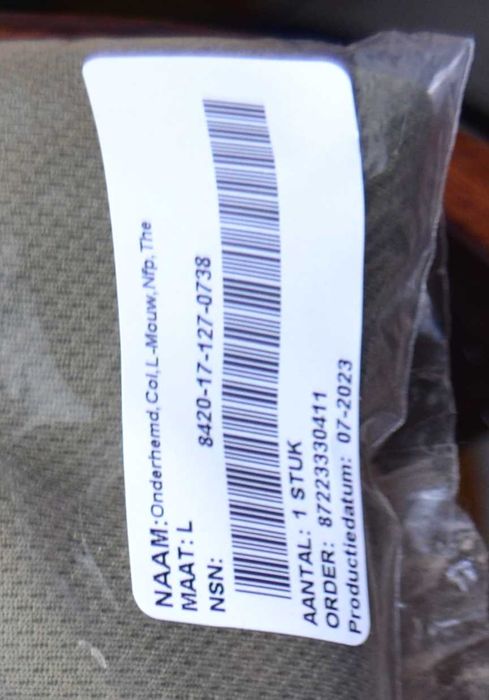 NAAM:Onderhemd,Col,L-Mouw,Nfp,The
MAAT: L
NSN: 8420-17-127-0738
AANTAL: 1 STUK
ORDER: 87223330411
Productiedatum: 07-2023